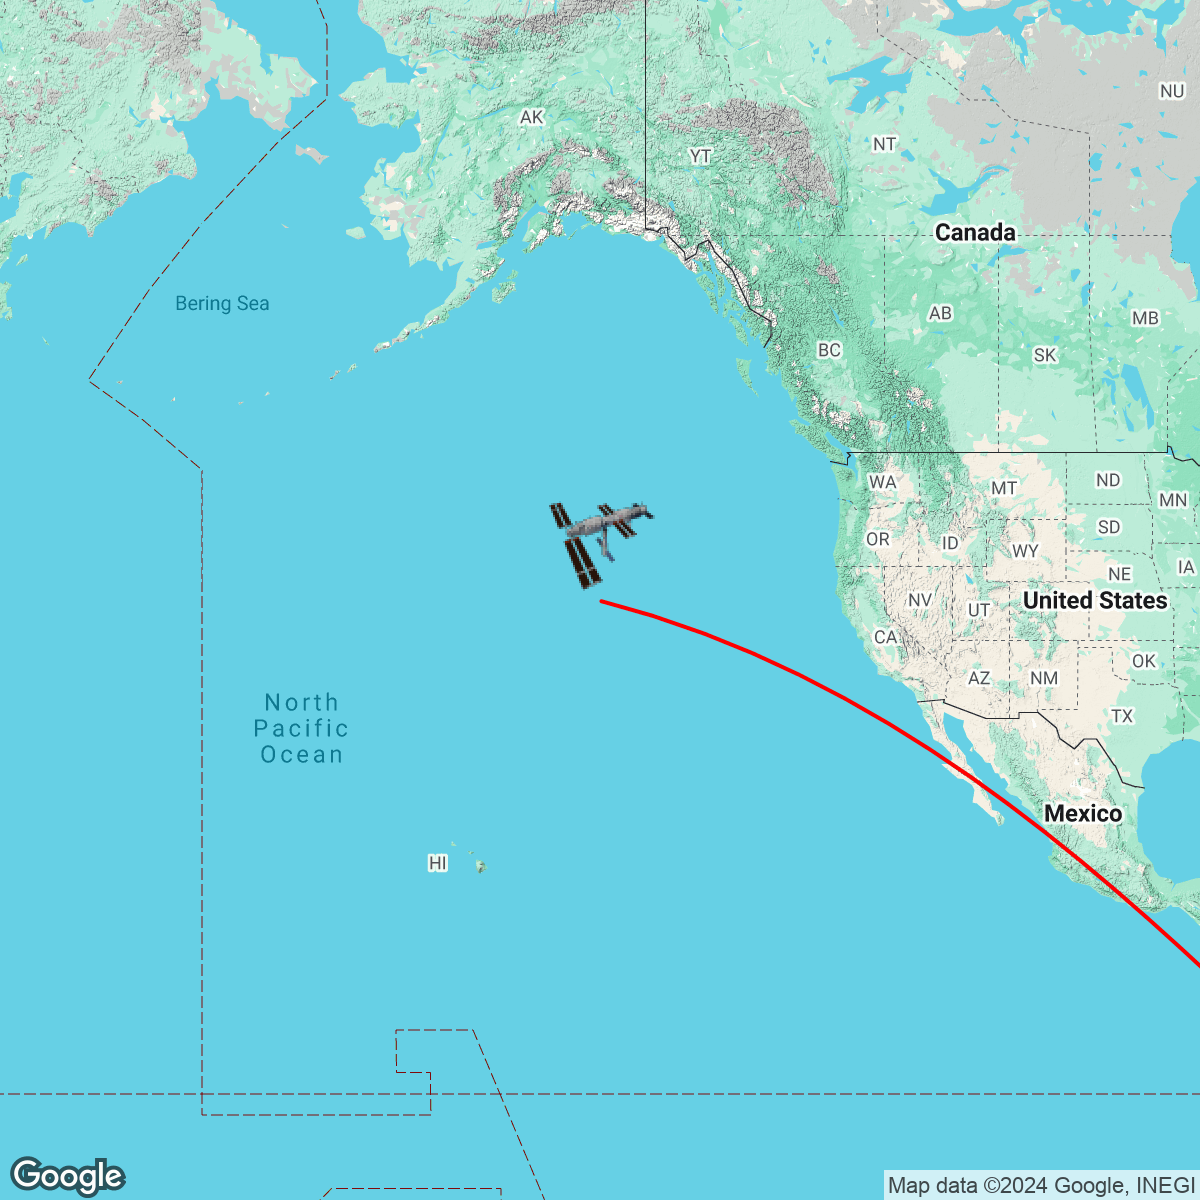 NU
AK
NT
YT
Canada
Bering Sea
AB
MB
BC
SK
WA
MT
ND
MN
SD
OR
ID
WY
NE
IA
NV
UT
United States
CA
OK
AZ
NM
North
Pacific
Ocean
TX
Mexico
HI
Google
Map data ©2024 Google, INEGI